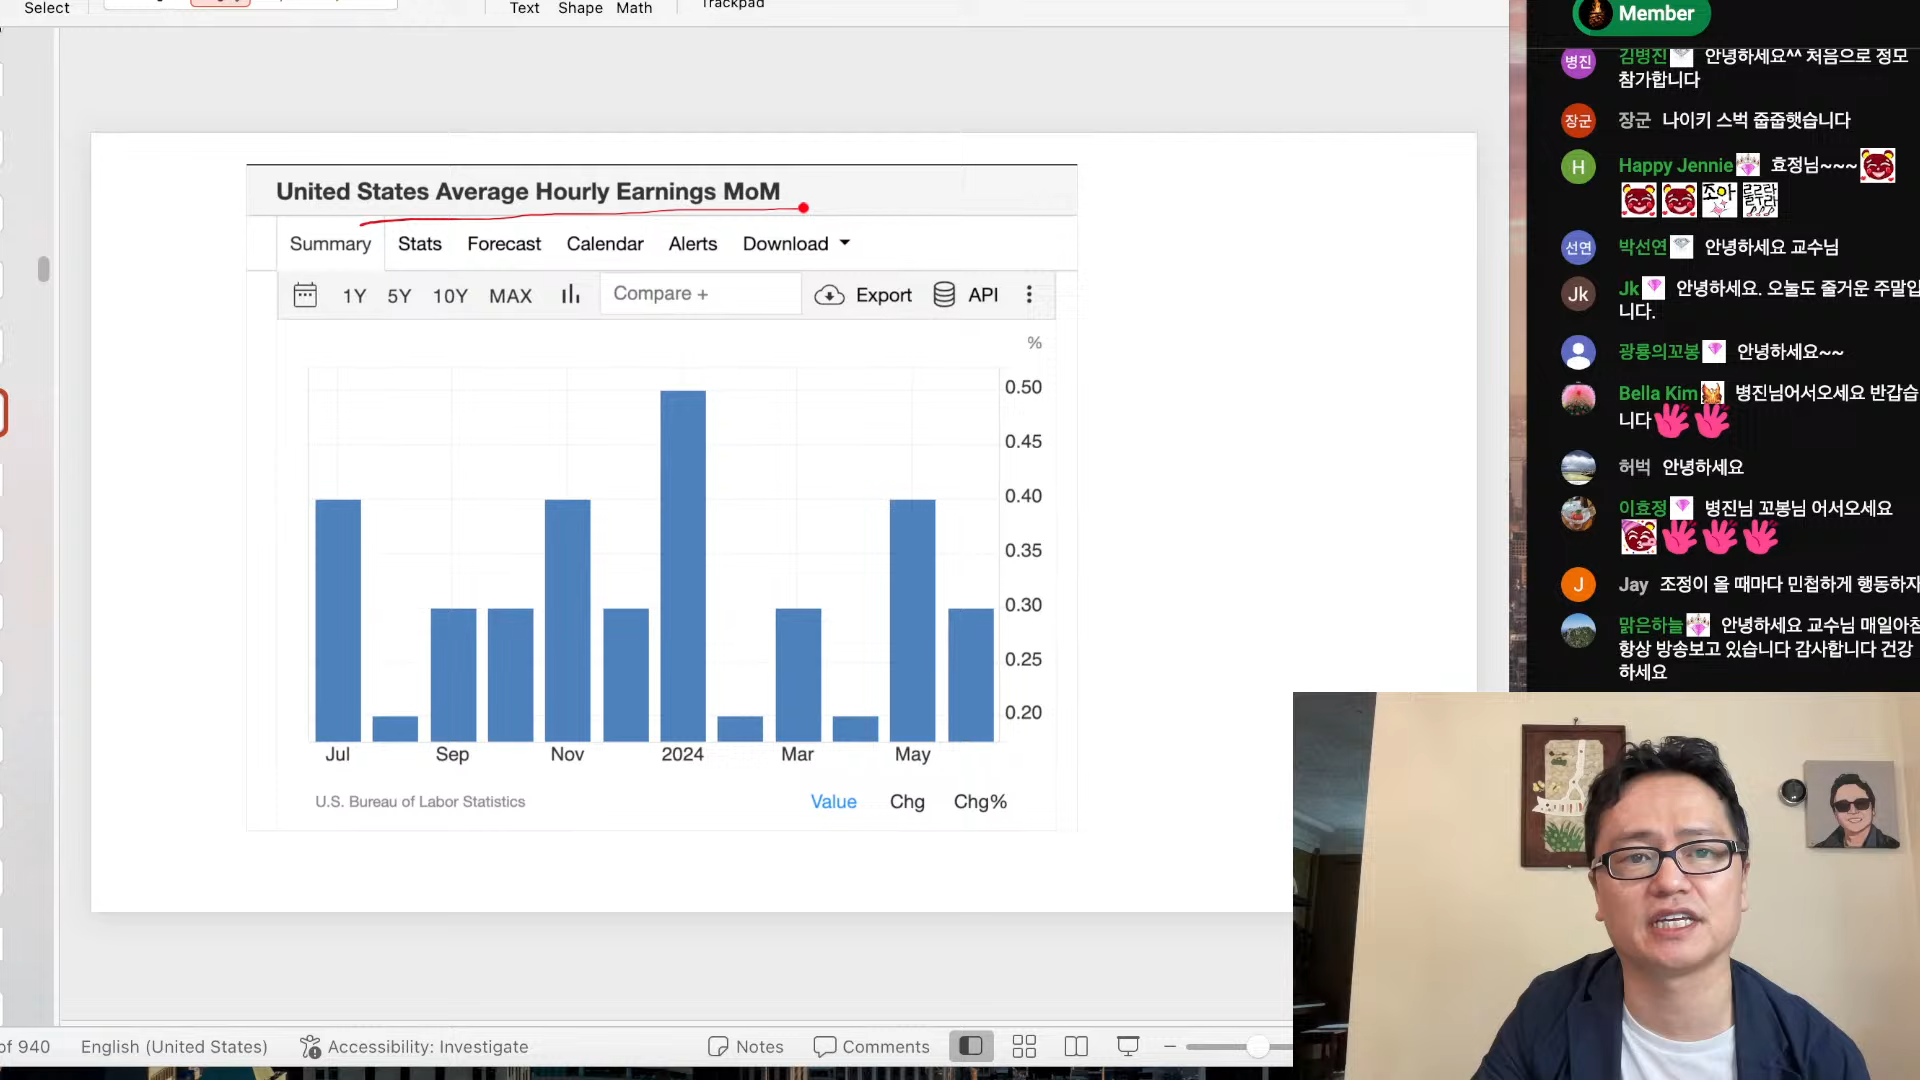 Select
Text Shape Math
Trackpad
United States Average Hourly Earnings MoM
Summary Stats Forecast Calendar Alerts Download
1Y 5Y 10Y MAX Compare + Export API
%
0.50
0.45
0.40
0.35
0.30
0.25
0.20
Jul Sep Nov 2024 Mar May
U.S. Bureau of Labor Statistics Value Chg Chg%
of 940 English (United States) Accessibility: Investigate Notes Comments
Member
병진 김병진 안녕하세요^^ 처음으로 정모
참가합니다
장군 장군 나이키 스벅 줍줍햇습니다
H Happy Jennie 효정님~~~
조아
선연 박선연 안녕하세요 교수님
Jk Jk 안녕하세요. 오늘도 줄거운 주말입
니다.
광룡의꼬봉 안녕하세요~~
Bella Kim 병진님어서오세요 반갑습
니다
허벅 안녕하세요
이효정 병진님 꼬봉님 어서오세요
J Jay 조정이 올 때마다 민첩하게 행동하자
맑은하늘 안녕하세요 교수님 매일아침
항상 방송보고 있습니다 감사합니다 건강
하세요